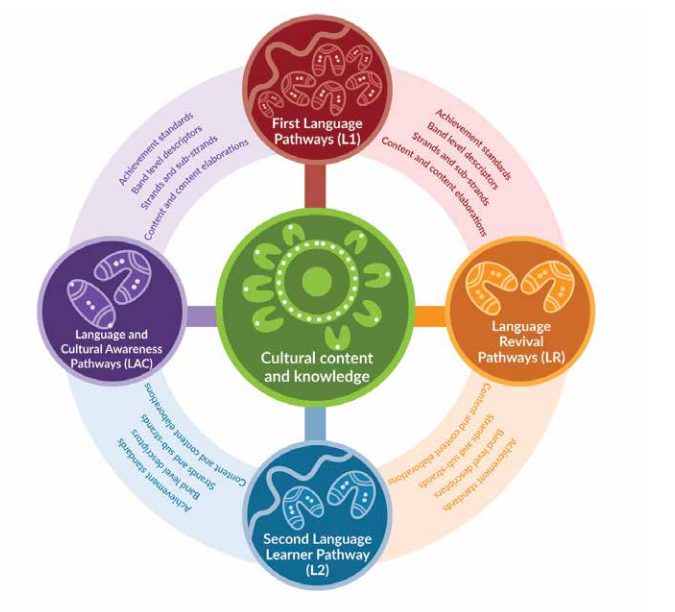 First Language
Pathways (L1)
Achievement standards
Band level descriptors
Strands and sub-strands
Content and content elaborations
Achievement standards
Band level descriptors
Strands and sub-strands
Content and content elaborations
Language and
Cultural Awareness
Pathways (LAC)
Cultural content
and knowledge
Language
Revival
Pathways (LR)
Content and content elaborations
Strands and sub-strands
Band level descriptors
Achievement standards
Content and content elaborations
Strands and sub-strands
Band level descriptors
Achievement standards
Second Language
Learner Pathway
(L2)